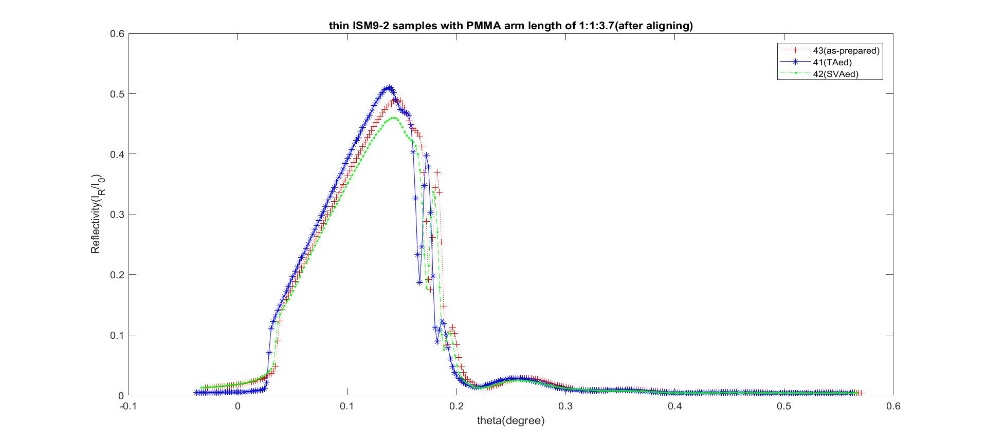 thin ISM9-2 samples with PMMA arm length of 1:1:3.7(after aligning)
0.6
43(as-prepared)
41(TAed)
42(SVAed)
0.5
0.4
Reflectivity(I_R/I_0)
0.3
0.2
0.1
0
-0.1
0
0.1
0.2
0.3
0.4
0.5
0.6
theta(degree)